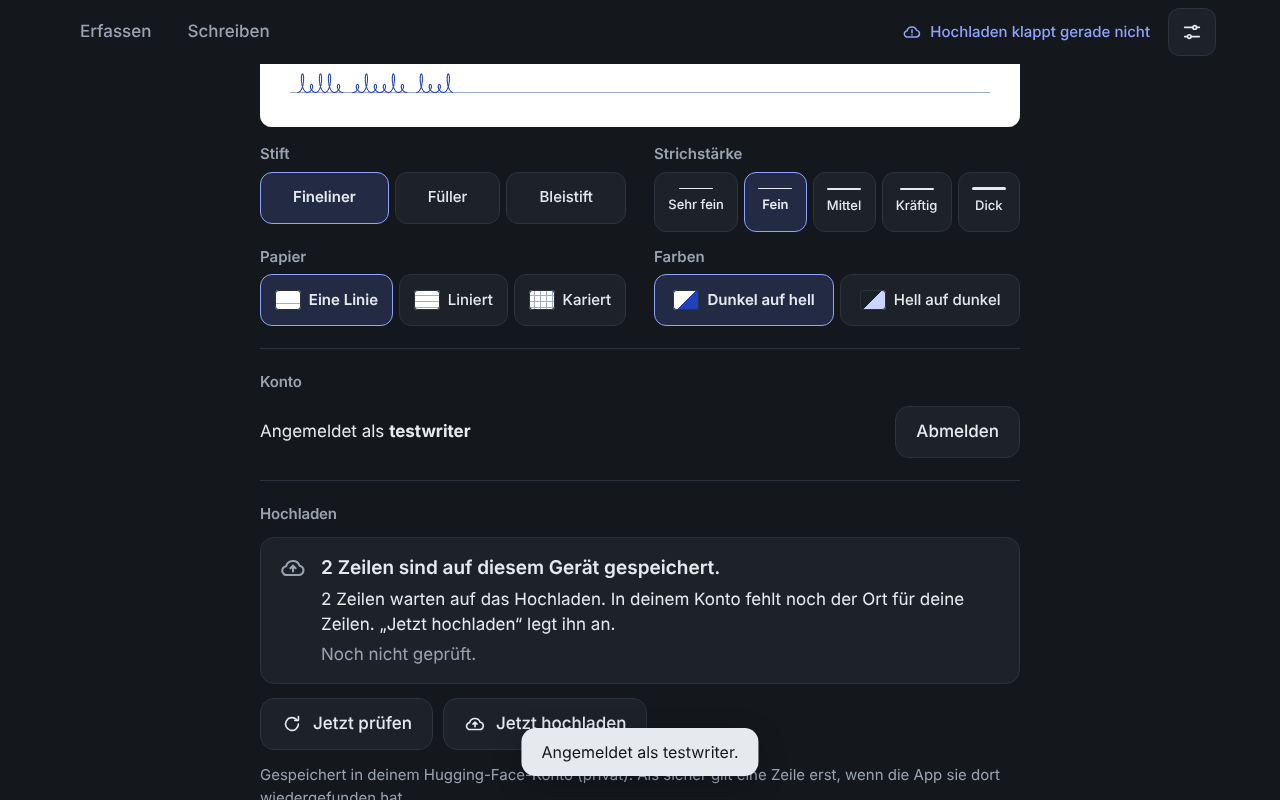 Erfassen Schreiben Hochladen klappt gerade nicht
Stift Strichstärke
Fineliner Füller Bleistift Sehr fein Fein Mittel Kräftig Dick
Papier Farben
Eine Linie Liniert Kariert Dunkel auf hell Hell auf dunkel
Konto
Angemeldet als testwriter Abmelden
Hochladen
2 Zeilen sind auf diesem Gerät gespeichert.
2 Zeilen warten auf das Hochladen. In deinem Konto fehlt noch der Ort für deine
Zeilen. „Jetzt hochladen“ legt ihn an.
Noch nicht geprüft.
Jetzt prüfen Jetzt hochladen
Angemeldet als testwriter.
Gespeichert in deinem Hugging-Face-Konto (privat). Als sicher gilt eine Zeile erst, wenn die App sie dort
wiedergefunden hat